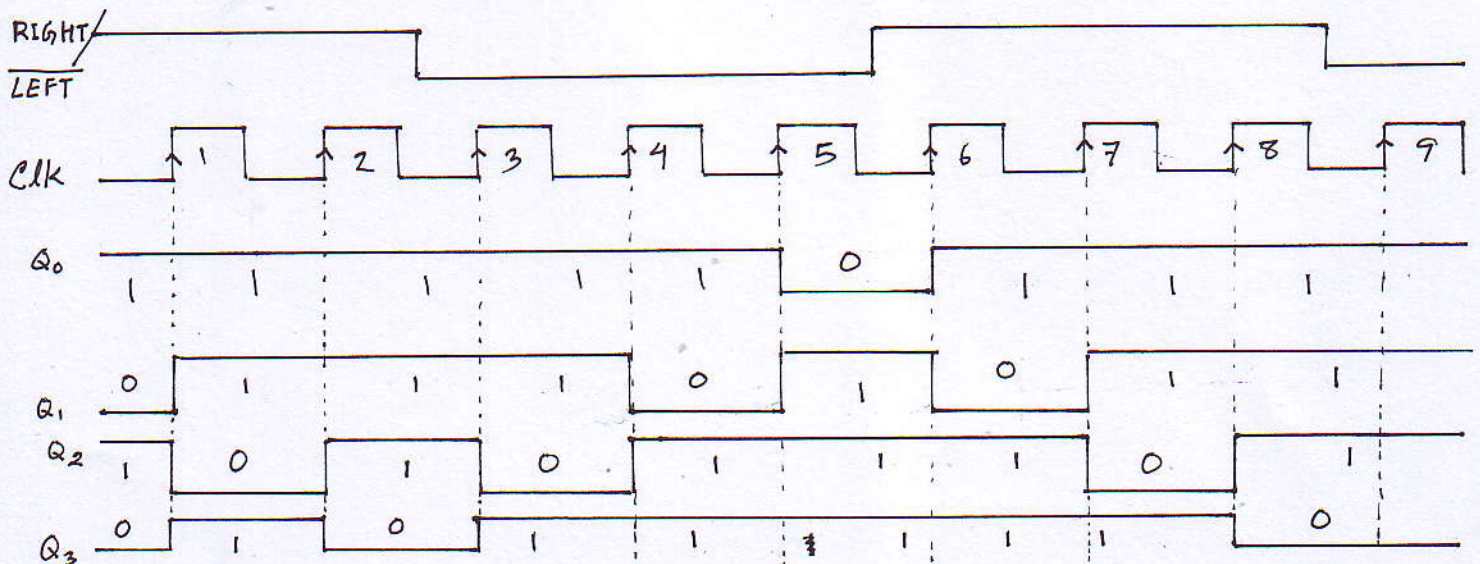 RIGHT/
LEFT
Clk 1 2 3 4 5 6 7 8 9
Q0 1 1 1 1 1 0 1 1 1
Q1 0 1 1 1 0 1 0 1 1
Q2 1 0 1 0 1 1 1 0 1
Q3 0 1 0 1 1 1 1 1 0